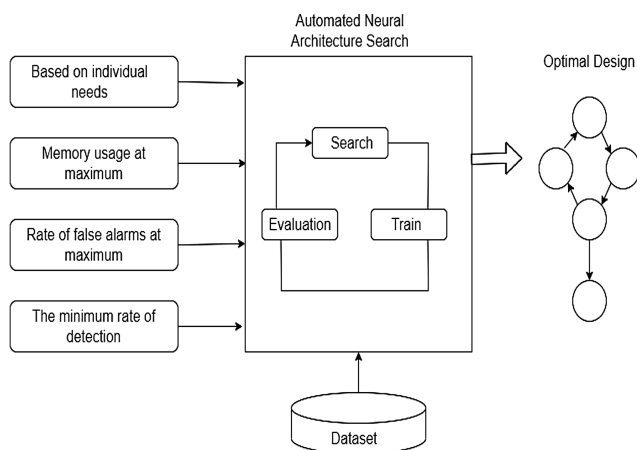 Automated Neural
Architecture Search
Optimal Design
Based on individual
needs
Memory usage at
maximum
Rate of false alarms at
maximum
The minimum rate of
detection
Search
Evaluation
Train
Dataset